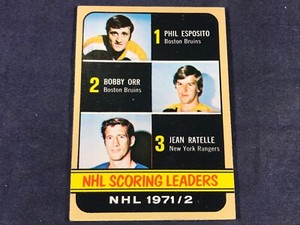 1 PHIL ESPOSITO
Boston Bruins
2 BOBBY ORR
Boston Bruins
3 JEAN RATELLE
New York Rangers
NHL SCORING LEADERS
NHL 1971/2